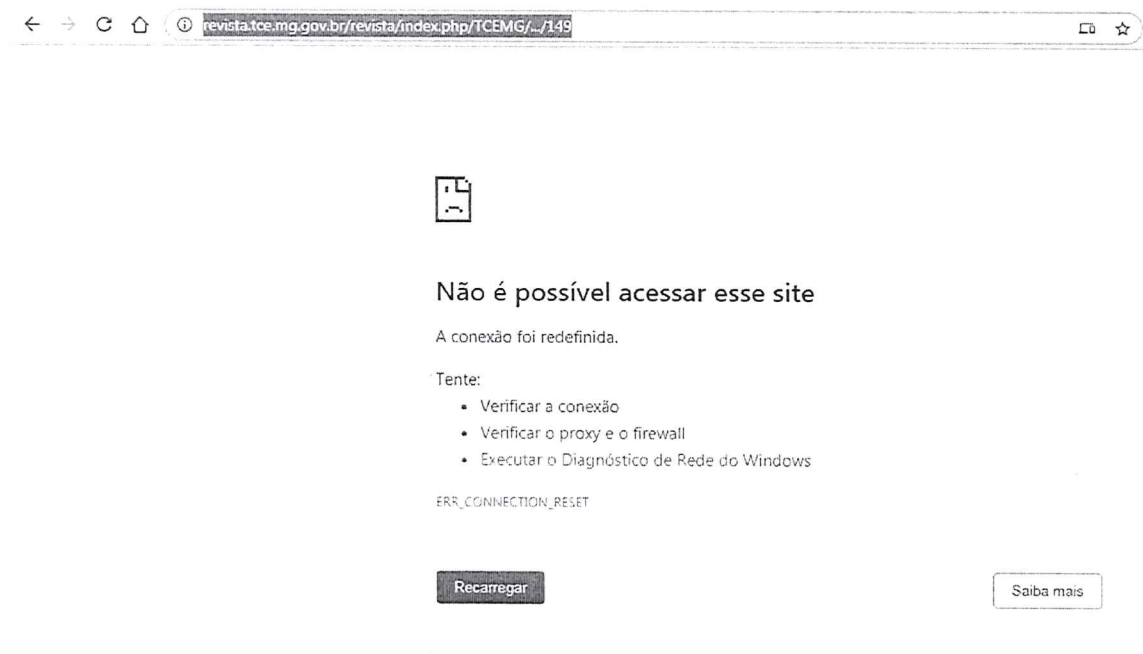 revista.tce.mg.gov.br/revista/index.php/TCEMG/.../149
Não é possível acessar esse site
A conexão foi redefinida.
Tente:
• Verificar a conexão
• Verificar o proxy e o firewall
• Executar o Diagnóstico de Rede do Windows
ERR_CONNECTION_RESET
Recarregar
Saiba mais